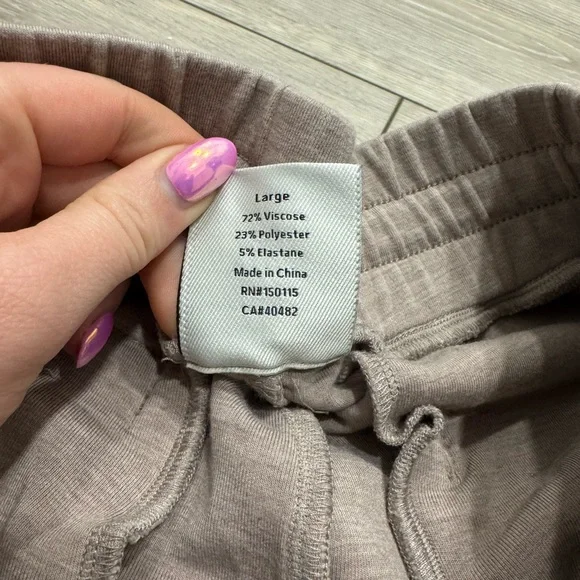 Large
72% Viscose
23% Polyester
5% Elastane
Made in China
RN#150115
CA#40482